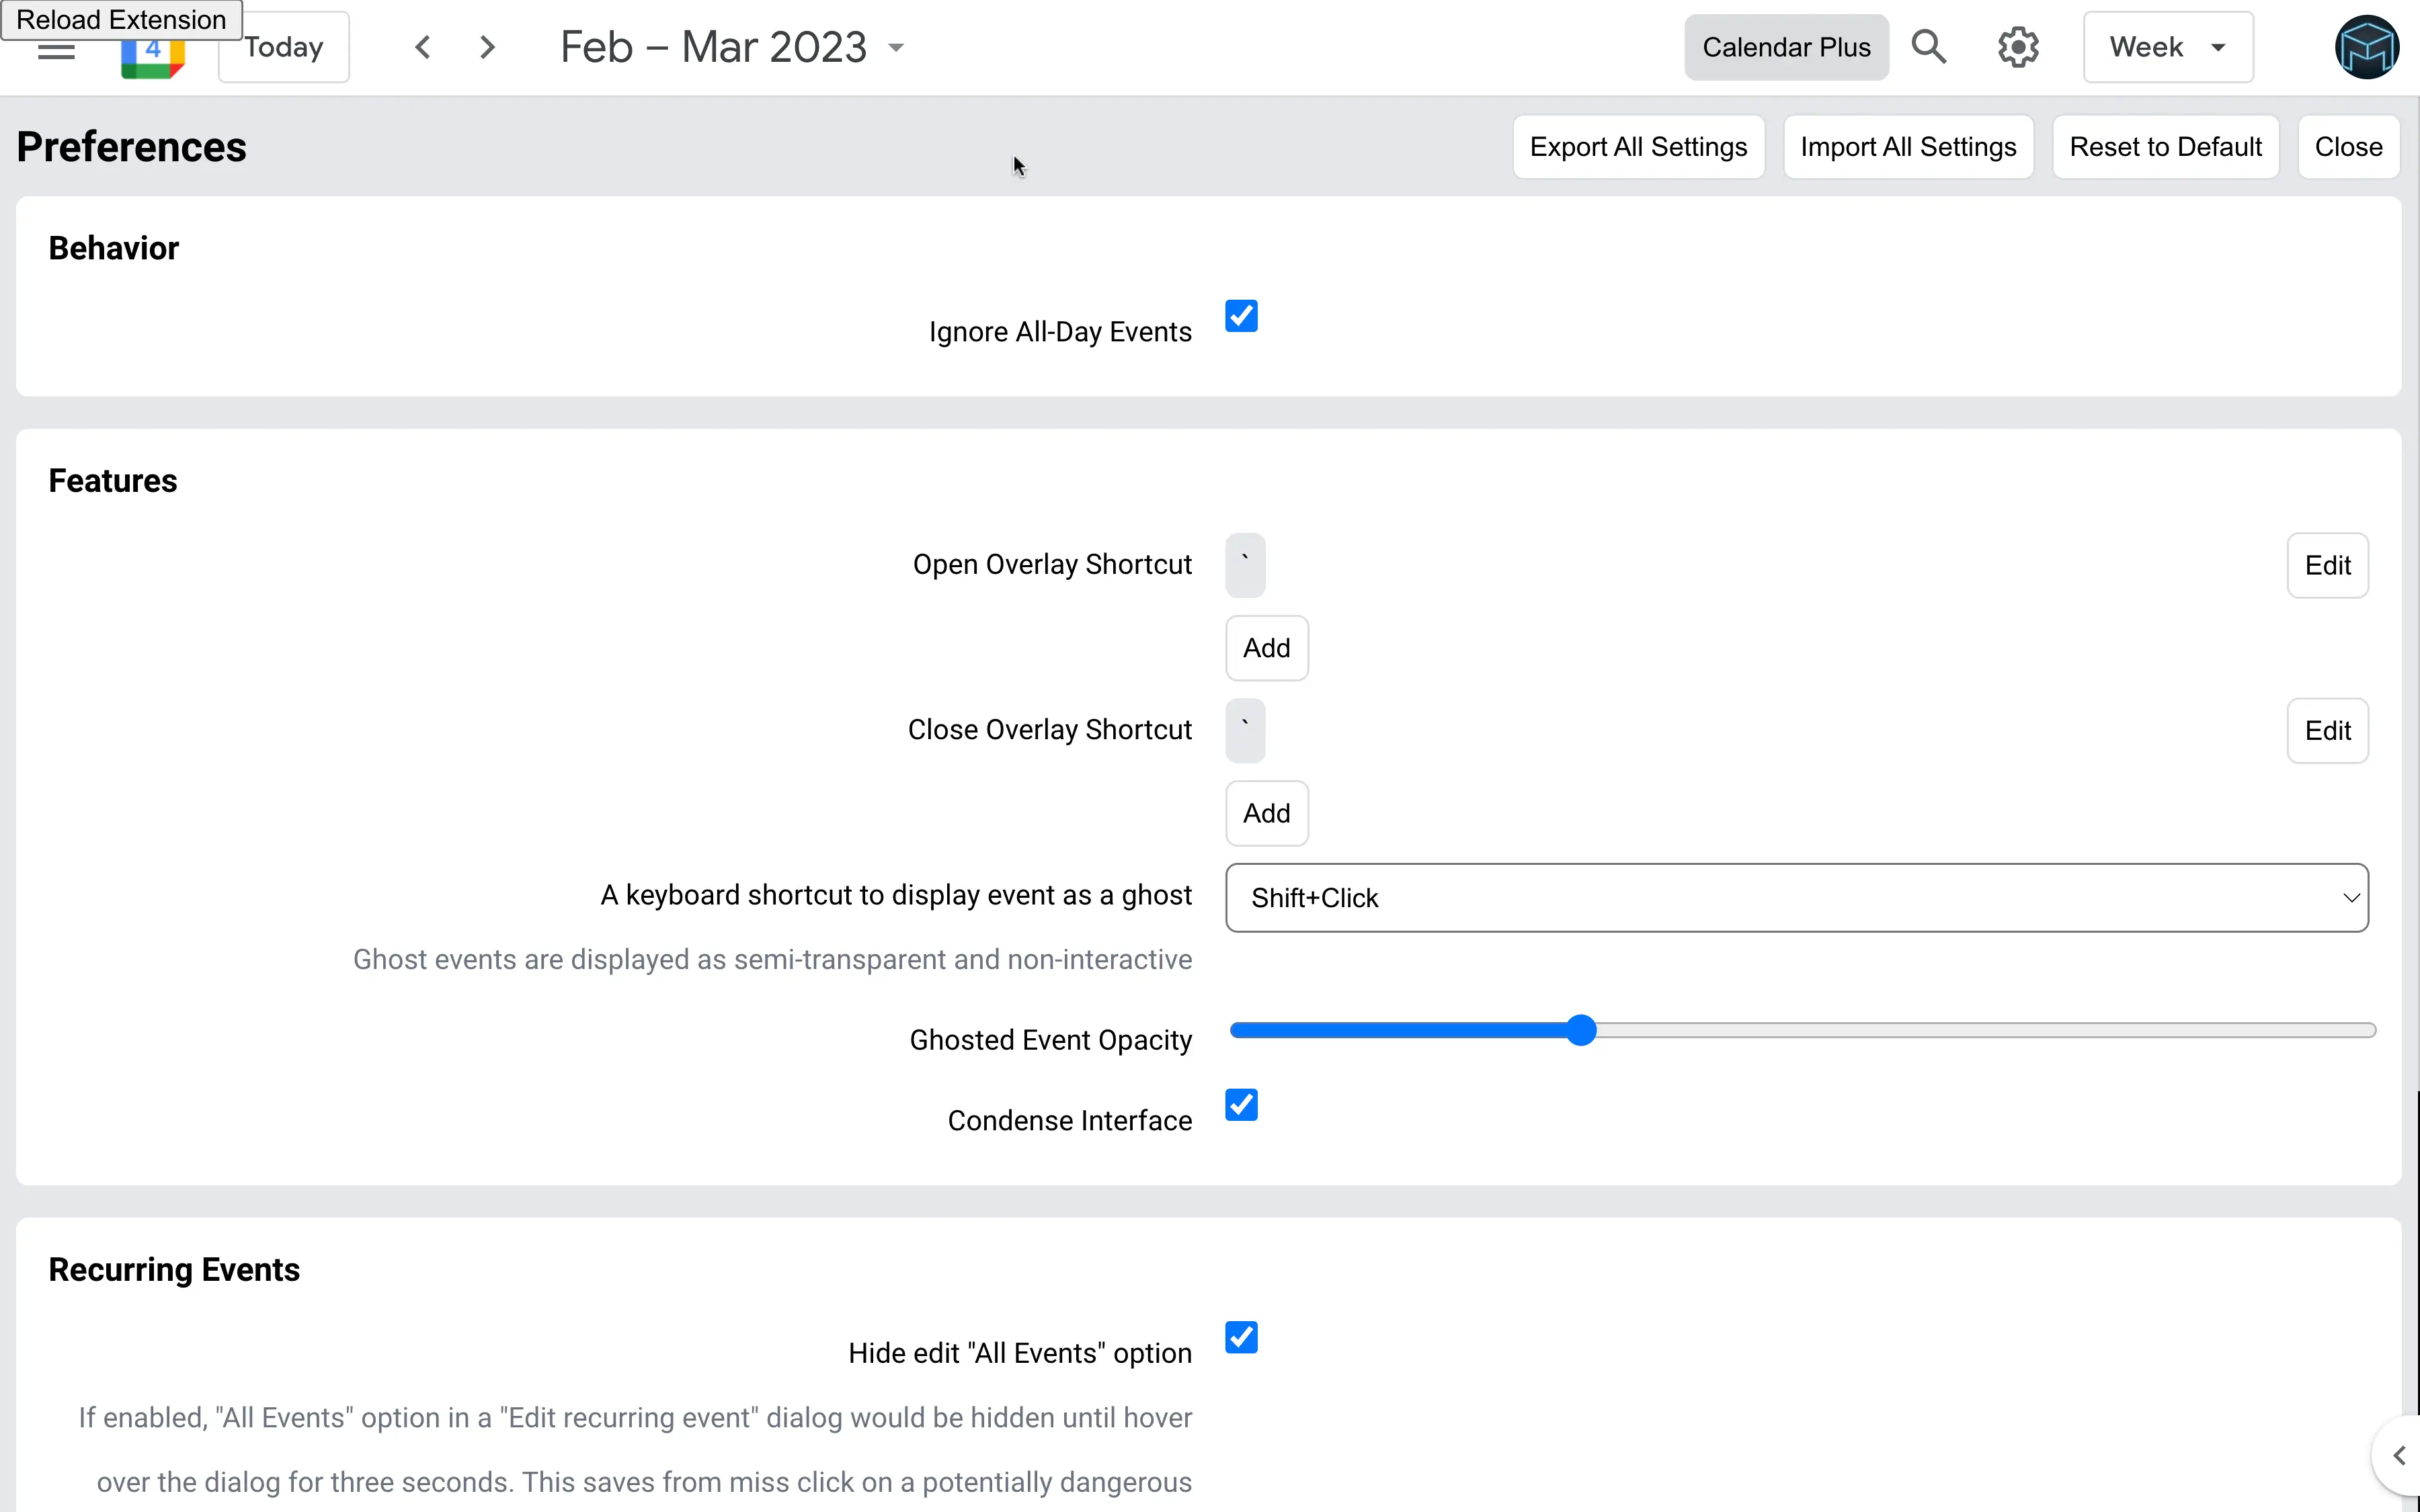 Reload Extension
4
Today
Feb – Mar 2023
Calendar Plus
Week
Preferences
Export All Settings
Import All Settings
Reset to Default
Close
Behavior
Ignore All-Day Events
Features
Open Overlay Shortcut
`
Edit
Add
Close Overlay Shortcut
`
Edit
Add
A keyboard shortcut to display event as a ghost
Shift+Click
Ghost events are displayed as semi-transparent and non-interactive
Ghosted Event Opacity
Condense Interface
Recurring Events
Hide edit "All Events" option
If enabled, "All Events" option in a "Edit recurring event" dialog would be hidden until hover
over the dialog for three seconds. This saves from miss click on a potentially dangerous